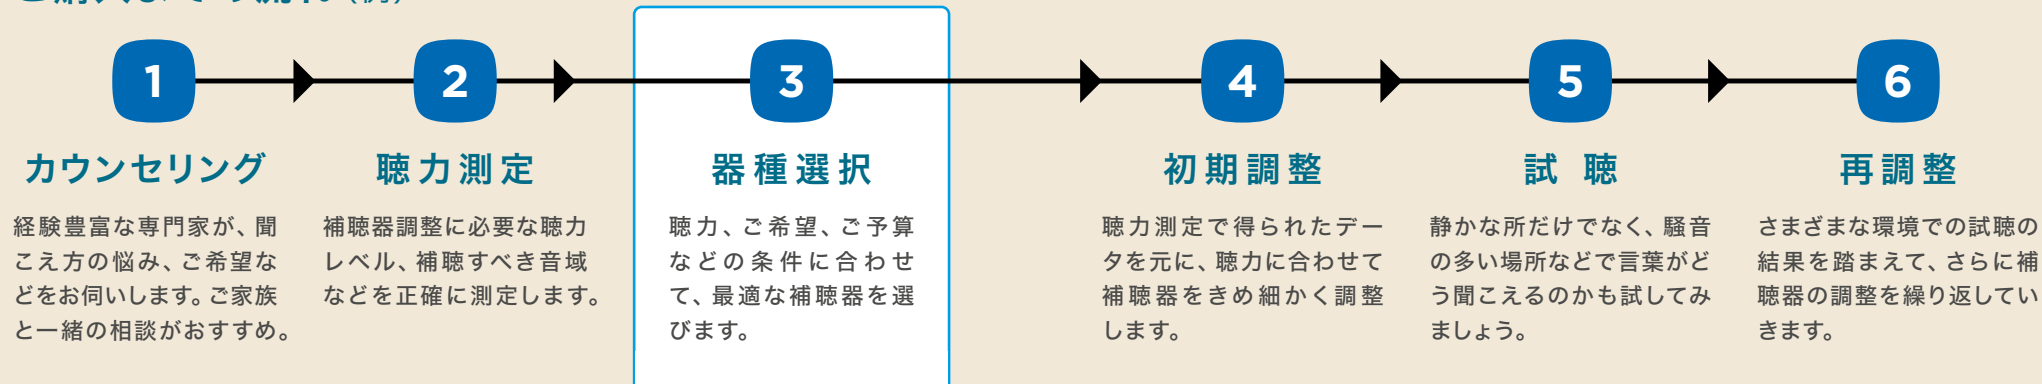 1
カウンセリング
経験豊富な専門家が、聞
こえ方の悩み、ご希望な
どをお伺いします。ご家族
と一緒の相談がおすすめ。
2
聴力測定
補聴器調整に必要な聴力
レベル、補聴すべき音域
などを正確に測定します。
3
器種選択
聴力、ご希望、ご予算
などの条件に合わせ
て、最適な補聴器を選
びます。
4
初期調整
聴力測定で得られたデー
タを元に、聴力に合わせて
補聴器をきめ細かく調整
します。
5
試 聴
静かな所だけでなく、騒音
の多い場所などで言葉がど
う聞こえるのかも試してみ
ましょう。
6
再調整
さまざまな環境での試聴の
結果を踏まえて、さらに補
聴器の調整を繰り返してい
きます。